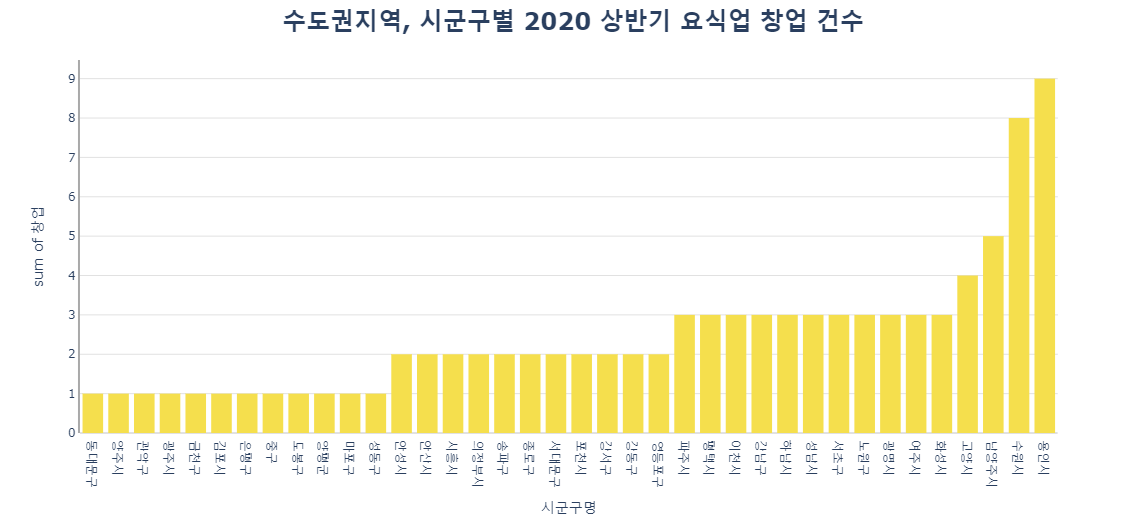 수도권지역, 시군구별 2020 상반기 요식업 창업 건수
sum of 창업
9
8
7
6
5
4
3
2
1
0
동대문구
양주시
관악구
광주시
금천구
김포시
은평구
중구
도봉구
양평군
마포구
성동구
안성시
안산시
시흥시
의정부시
송파구
종로구
서대문구
포천시
강서구
강동구
영등포구
파주시
평택시
이천시
강남구
하남시
성남시
서초구
노원구
광명시
여주시
화성시
고양시
남양주시
수원시
용인시
시군구명